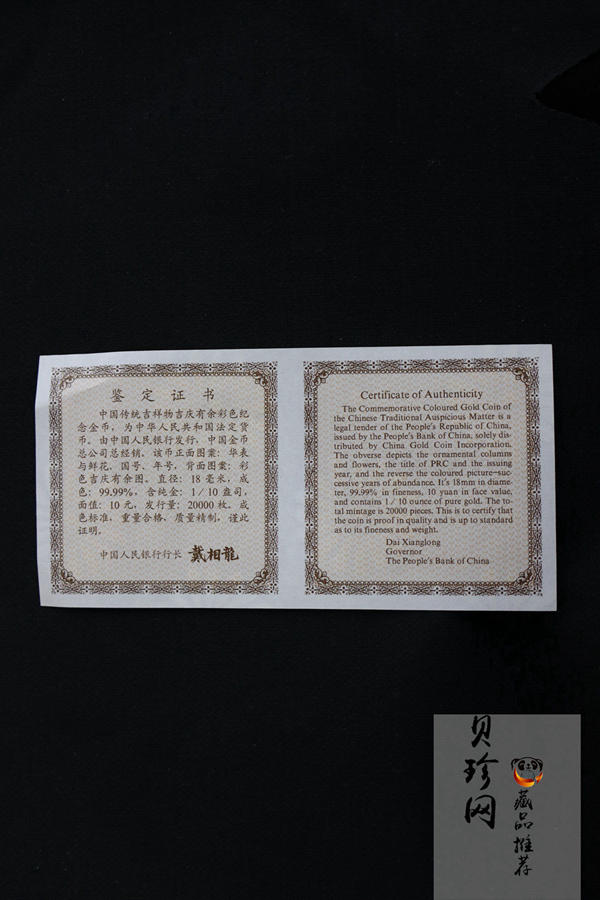 鉴定证书
中国传统吉祥物吉庆有余彩色纪
念金币，为中华人民共和国法定货
币。由中国人民银行发行，中国金币
总公司总经销。该币正面图案：华表
与鲜花、国号、年号，背面图案：彩
色吉庆有余图。直径：18毫米，成
色：99.99%，含纯金：1/10盎司，
面值：10元，发行量：20000枚。成
色标准，重量合格、质量精制，谨此
证明。
中国人民银行行长 戴相龍
Certificate of Authenticity
The Commemorative Coloured Gold Coin of
the Chinese Traditional Auspicious Matter is a
legal tender of the People's Republic of China,
issued by the People's Bank of China, solely dis-
tributed by China Gold Coin Incorporation.
The obverse depicts the ornamental columns
and flowers, the title of PRC and the issuing
year, and the reverse the coloured picture-suc-
cessive years of abundance. It's 18mm in diame-
ter, 99.99% in fineness, 10 yuan in face value,
and contains 1/10 ounce of pure gold. The to-
tal mintage is 20000 pieces. This is to certify that
the coin is proof in quality and is up to standard
as to its fineness and weight.
Dai Xianglong
Governor
The People's Bank of China
贝珍网
藏品推荐